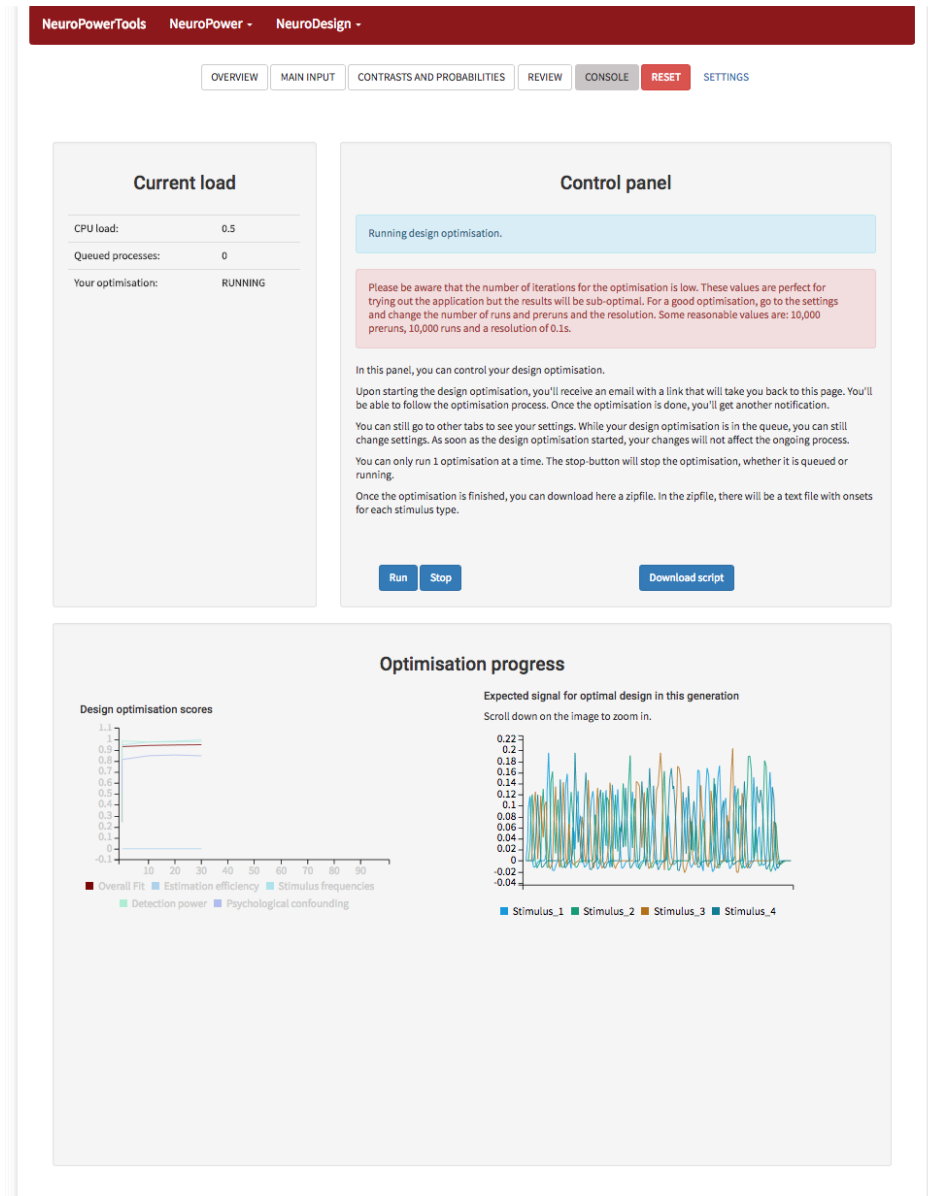 NeuroPowerTools NeuroPower NeuroDesign
OVERVIEW MAIN INPUT CONTRASTS AND PROBABILITIES REVIEW CONSOLE RESET SETTINGS
Current load
CPU load: 0.5
Queued processes: 0
Your optimisation: RUNNING
Control panel
Running design optimisation.
Please be aware that the number of iterations for the optimisation is low. These values are perfect for
trying out the application but the results will be sub-optimal. For a good optimisation, go to the settings
and change the number of runs and preruns and the resolution. Some reasonable values are: 10,000
preruns, 10,000 runs and a resolution of 0.1s.
In this panel, you can control your design optimisation.
Upon starting the design optimisation, you'll receive an email with a link that will take you back to this page. You'll
be able to follow the optimisation process. Once the optimisation is done, you'll get another notification.
You can still go to other tabs to see your settings. While your design optimisation is in the queue, you can still
change settings. As soon as the design optimisation started, your changes will not affect the ongoing process.
You can only run 1 optimisation at a time. The stop-button will stop the optimisation, whether it is queued or
running.
Once the optimisation is finished, you can download here a zipfile. In the zipfile, there will be a text file with onsets
for each stimulus type.
Run Stop Download script
Optimisation progress
Design optimisation scores
1.1
1
0.9
0.8
0.7
0.6
0.5
0.4
0.3
0.2
0.1
0
-0.1
10 20 30 40 50 60 70 80 90
Overall Fit Estimation efficiency Stimulus frequencies
Detection power Psychological confounding
Expected signal for optimal design in this generation
Scroll down on the image to zoom in.
0.22
0.2
0.18
0.16
0.14
0.12
0.1
0.08
0.06
0.04
0.02
0
-0.02
-0.04
Stimulus_1 Stimulus_2 Stimulus_3 Stimulus_4